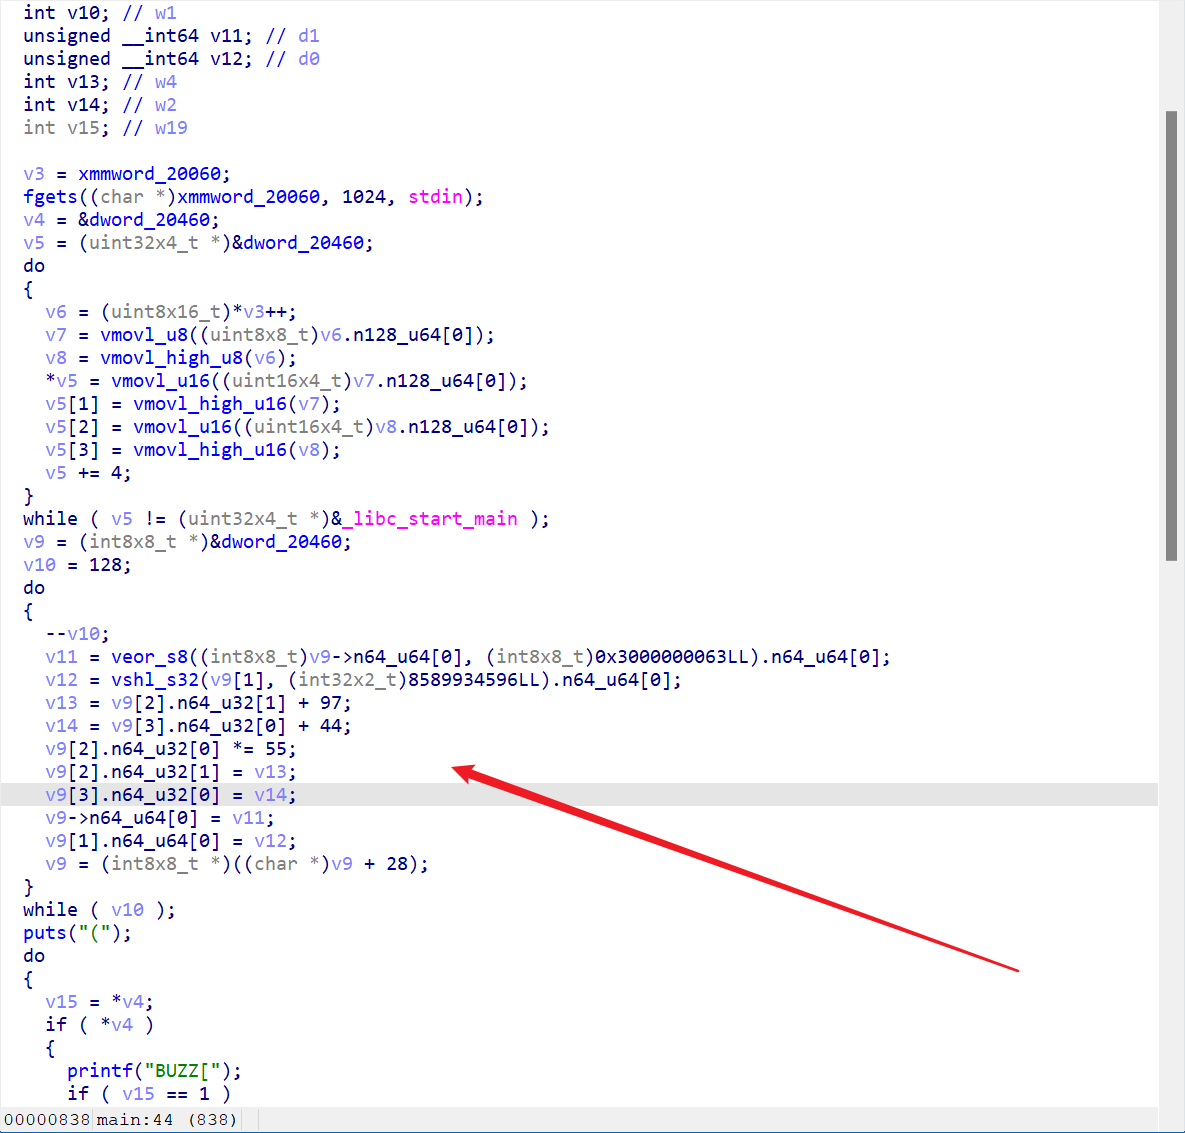 int v10; // w1
unsigned __int64 v11; // d1
unsigned __int64 v12; // d0
int v13; // w4
int v14; // w2
int v15; // w19
v3 = xmmword_20060;
fgets((char *)xmmword_20060, 1024, stdin);
v4 = &dword_20460;
v5 = (uint32x4_t *)&dword_20460;
do
{
v6 = (uint8x16_t)*v3++;
v7 = vmovl_u8((uint8x8_t)v6.n128_u64[0]);
v8 = vmovl_high_u8(v6);
*v5 = vmovl_u16((uint16x4_t)v7.n128_u64[0]);
v5[1] = vmovl_high_u16(v7);
v5[2] = vmovl_u16((uint16x4_t)v8.n128_u64[0]);
v5[3] = vmovl_high_u16(v8);
v5 += 4;
}
while ( v5 != (uint32x4_t *)&_libc_start_main );
v9 = (int8x8_t *)&dword_20460;
v10 = 128;
do
{
--v10;
v11 = veor_s8((int8x8_t)v9->n64_u64[0], (int8x8_t)0x3000000063LL).n64_u64[0];
v12 = vshl_s32(v9[1], (int32x2_t)8589934596LL).n64_u64[0];
v13 = v9[2].n64_u32[1] + 97;
v14 = v9[3].n64_u32[0] + 44;
v9[2].n64_u32[0] *= 55;
v9[2].n64_u32[1] = v13;
v9[3].n64_u32[0] = v14;
v9->n64_u64[0] = v11;
v9[1].n64_u64[0] = v12;
v9 = (int8x8_t *)((char *)v9 + 28);
}
while ( v10 );
puts("(");
do
{
v15 = *v4;
if ( *v4 )
{
printf("BUZZ[");
if ( v15 == 1 )
00000838 main:44 (838)